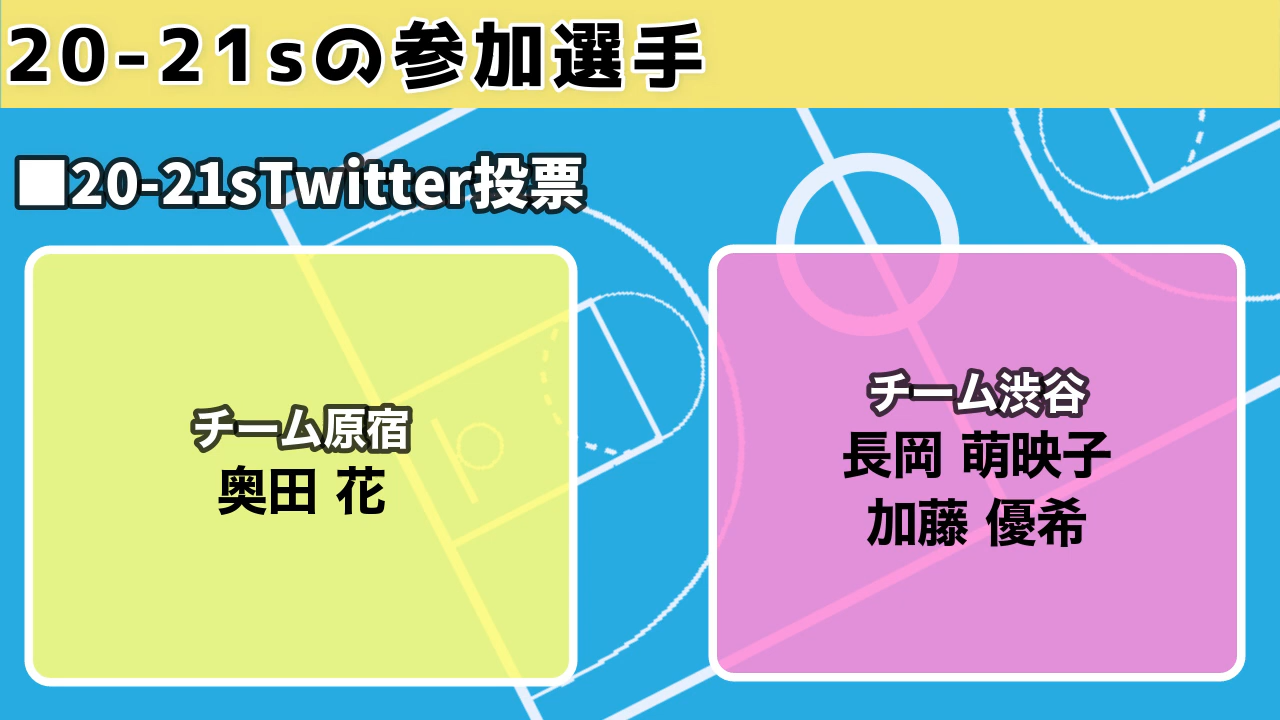 20-21sの参加選手
■20-21sTwitter投票
チーム原宿
奥田 花
チーム渋谷
長岡 萌映子
加藤 優希